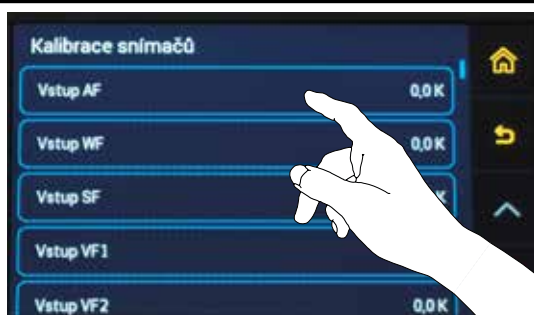 Kalibrace snímačů
Vstup AF 0,0 K
Vstup WF 0,0 K
Vstup SF K
Vstup VF1
Vstup VF2 0,0 K